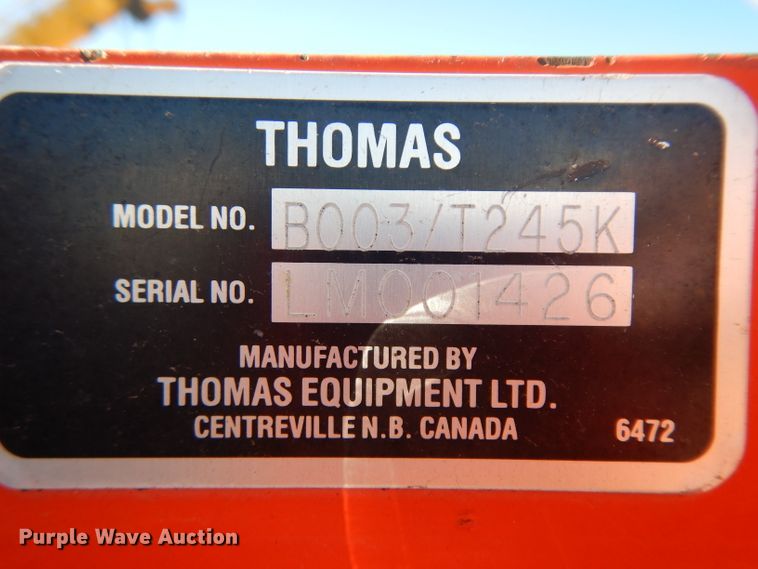 THOMAS
MODEL NO. B003/T245K
SERIAL NO. LM001426
MANUFACTURED BY
THOMAS EQUIPMENT LTD.
CENTREVILLE N.B. CANADA 6472
Purple Wave Auction